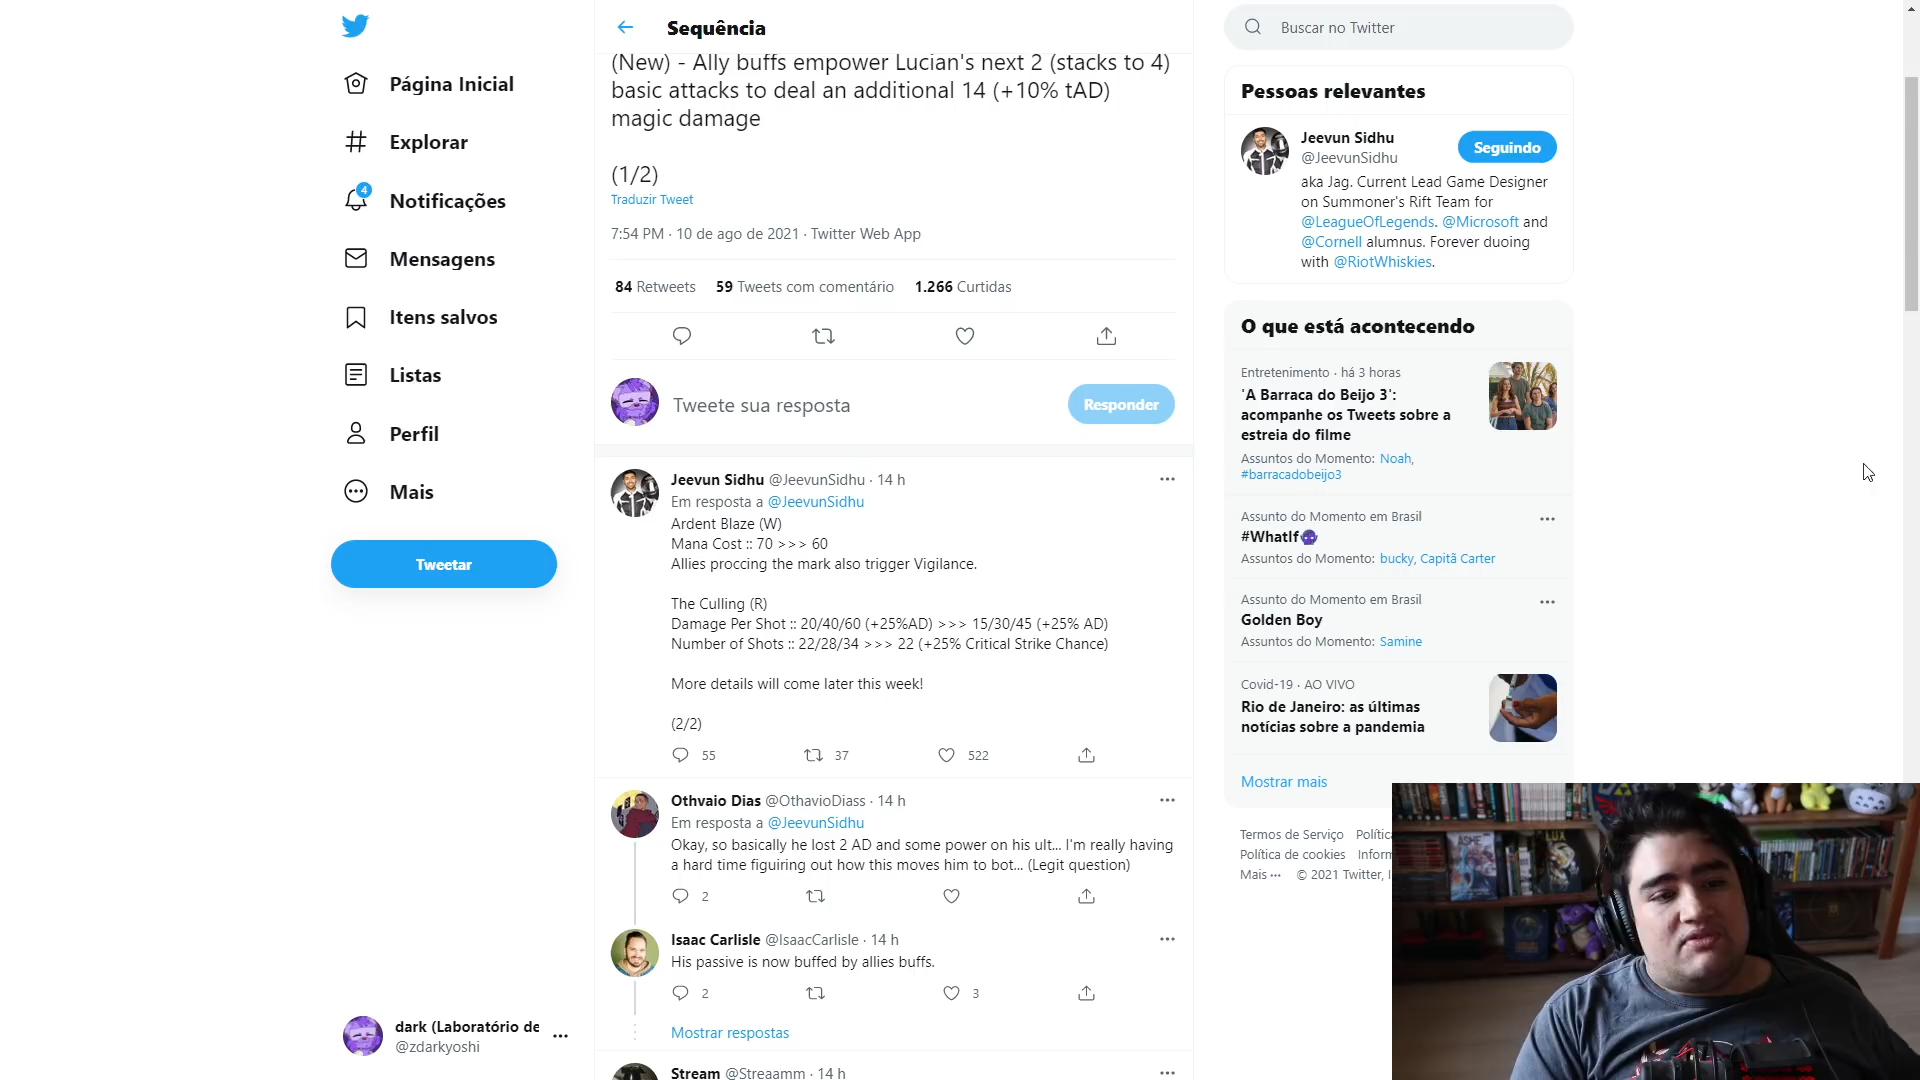 Página Inicial
Explorar
4
Notificações
Mensagens
Itens salvos
Listas
Perfil
Mais
Tweetar
dark (Laboratório de
@zdarkyoshi
Sequência
(New) - Ally buffs empower Lucian's next 2 (stacks to 4)
basic attacks to deal an additional 14 (+10% tAD)
magic damage
(1/2)
Traduzir Tweet
7:54 PM · 10 de ago de 2021 · Twitter Web App
84 Retweets 59 Tweets com comentário 1.266 Curtidas
Tweete sua resposta
Responder
Jeevun Sidhu @JeevunSidhu · 14 h
Em resposta a @JeevunSidhu
Ardent Blaze (W)
Mana Cost :: 70 >>> 60
Allies proccing the mark also trigger Vigilance.
The Culling (R)
Damage Per Shot :: 20/40/60 (+25%AD) >>> 15/30/45 (+25% AD)
Number of Shots :: 22/28/34 >>> 22 (+25% Critical Strike Chance)
More details will come later this week!
(2/2)
55 37 522
Othvaio Dias @OthavioDiass · 14 h
Em resposta a @JeevunSidhu
Okay, so basically he lost 2 AD and some power on his ult... I'm really having
a hard time figuiring out how this moves him to bot... (Legit question)
2
Isaac Carlisle @IsaacCarlisle · 14 h
His passive is now buffed by allies buffs.
2 3
Mostrar respostas
Stream @Streaamm · 14 h
Buscar no Twitter
Pessoas relevantes
Jeevun Sidhu
@JeevunSidhu
Seguindo
aka Jag. Current Lead Game Designer
on Summoner's Rift Team for
@LeagueOfLegends. @Microsoft and
@Cornell alumnus. Forever duoing
with @RiotWhiskies.
O que está acontecendo
Entretenimento · há 3 horas
'A Barraca do Beijo 3':
acompanhe os Tweets sobre a
estreia do filme
Assuntos do Momento: Noah,
#barracadobeijo3
Assunto do Momento em Brasil
#WhatIf
Assuntos do Momento: bucky, Capitã Carter
Assunto do Momento em Brasil
Golden Boy
Assuntos do Momento: Samine
Covid-19 · AO VIVO
Rio de Janeiro: as últimas
notícias sobre a pandemia
Mostrar mais
Termos de Serviço Polític
Política de cookies Inform
Mais ··· © 2021 Twitter, I
LUX